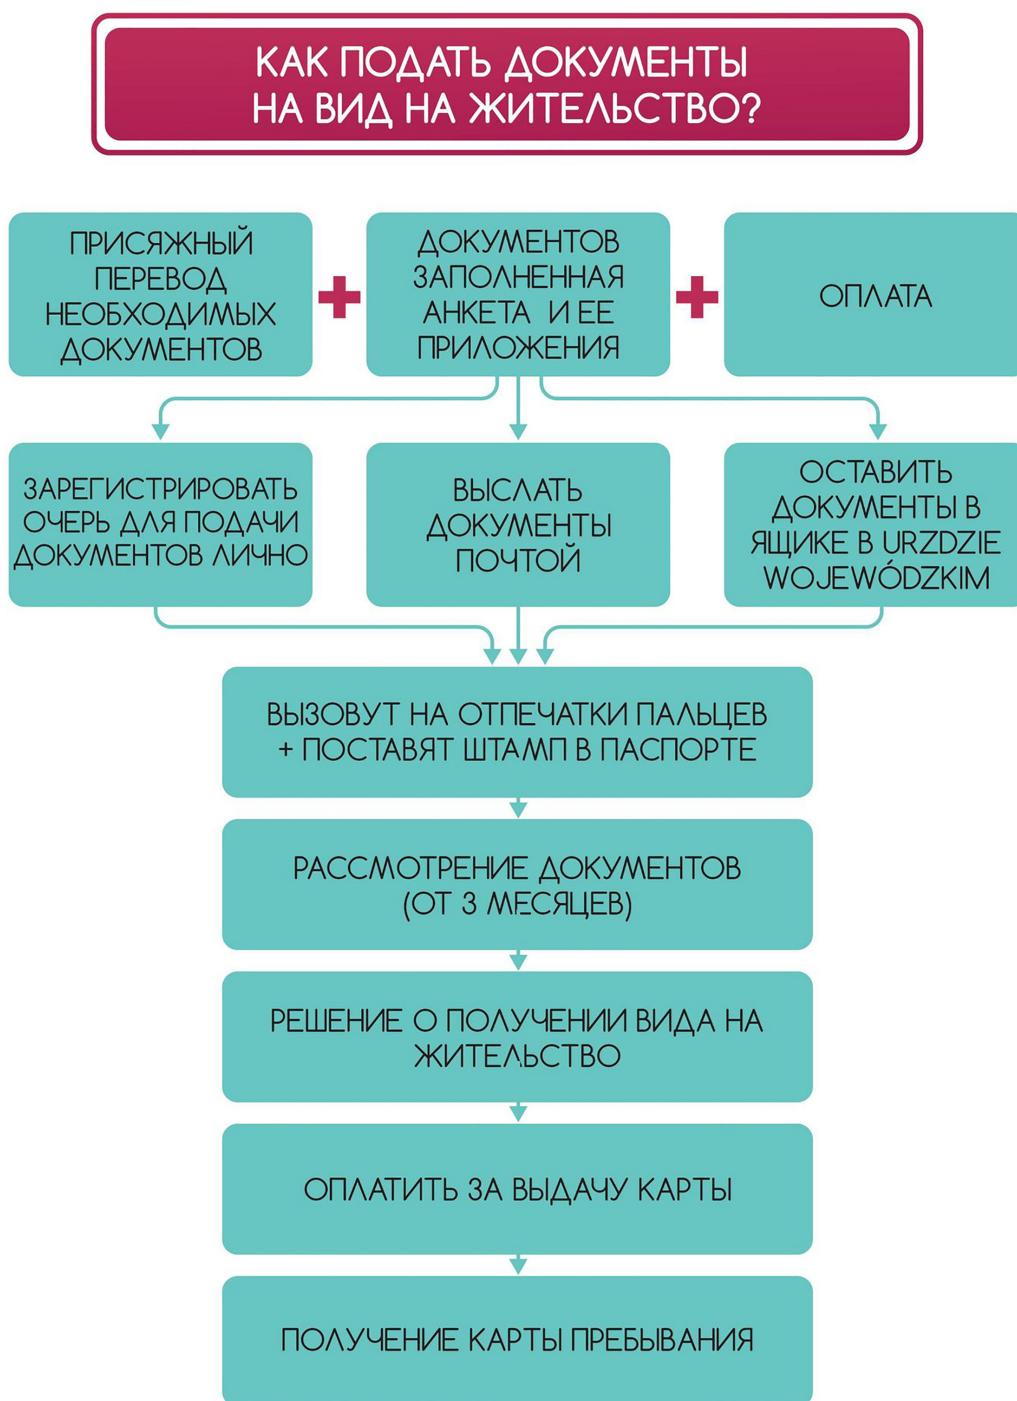 КАК ПОДАТЬ ДОКУМЕНТЫ
НА ВИД НА ЖИТЕЛЬСТВО?
ПРИСЯЖНЫЙ
ПЕРЕВОД
НЕОБХОДИМЫХ
ДОКУМЕНТОВ
ДОКУМЕНТОВ
ЗАПОЛНЕННАЯ
АНКЕТА И ЕЕ
ПРИЛОЖЕНИЯ
ОПЛАТА
ЗАРЕГИСТРИРОВАТЬ
ОЧЕРЬ ДЛЯ ПОДАЧИ
ДОКУМЕНТОВ ЛИЧНО
ВЫСЛАТЬ
ДОКУМЕНТЫ
ПОЧТОЙ
ОСТАВИТЬ
ДОКУМЕНТЫ В
ЯЩИКЕ В URZDZIE
WOJEWÓDZKIM
ВЫЗОВУТ НА ОТПЕЧАТКИ ПАЛЬЦЕВ
+ ПОСТАВЯТ ШТАМП В ПАСПОРТЕ
РАССМОТРЕНИЕ ДОКУМЕНТОВ
(ОТ 3 МЕСЯЦЕВ)
РЕШЕНИЕ О ПОЛУЧЕНИИ ВИДА НА
ЖИТЕЛЬСТВО
ОПЛАТИТЬ ЗА ВЫДАЧУ КАРТЫ
ПОЛУЧЕНИЕ КАРТЫ ПРЕБЫВАНИЯ